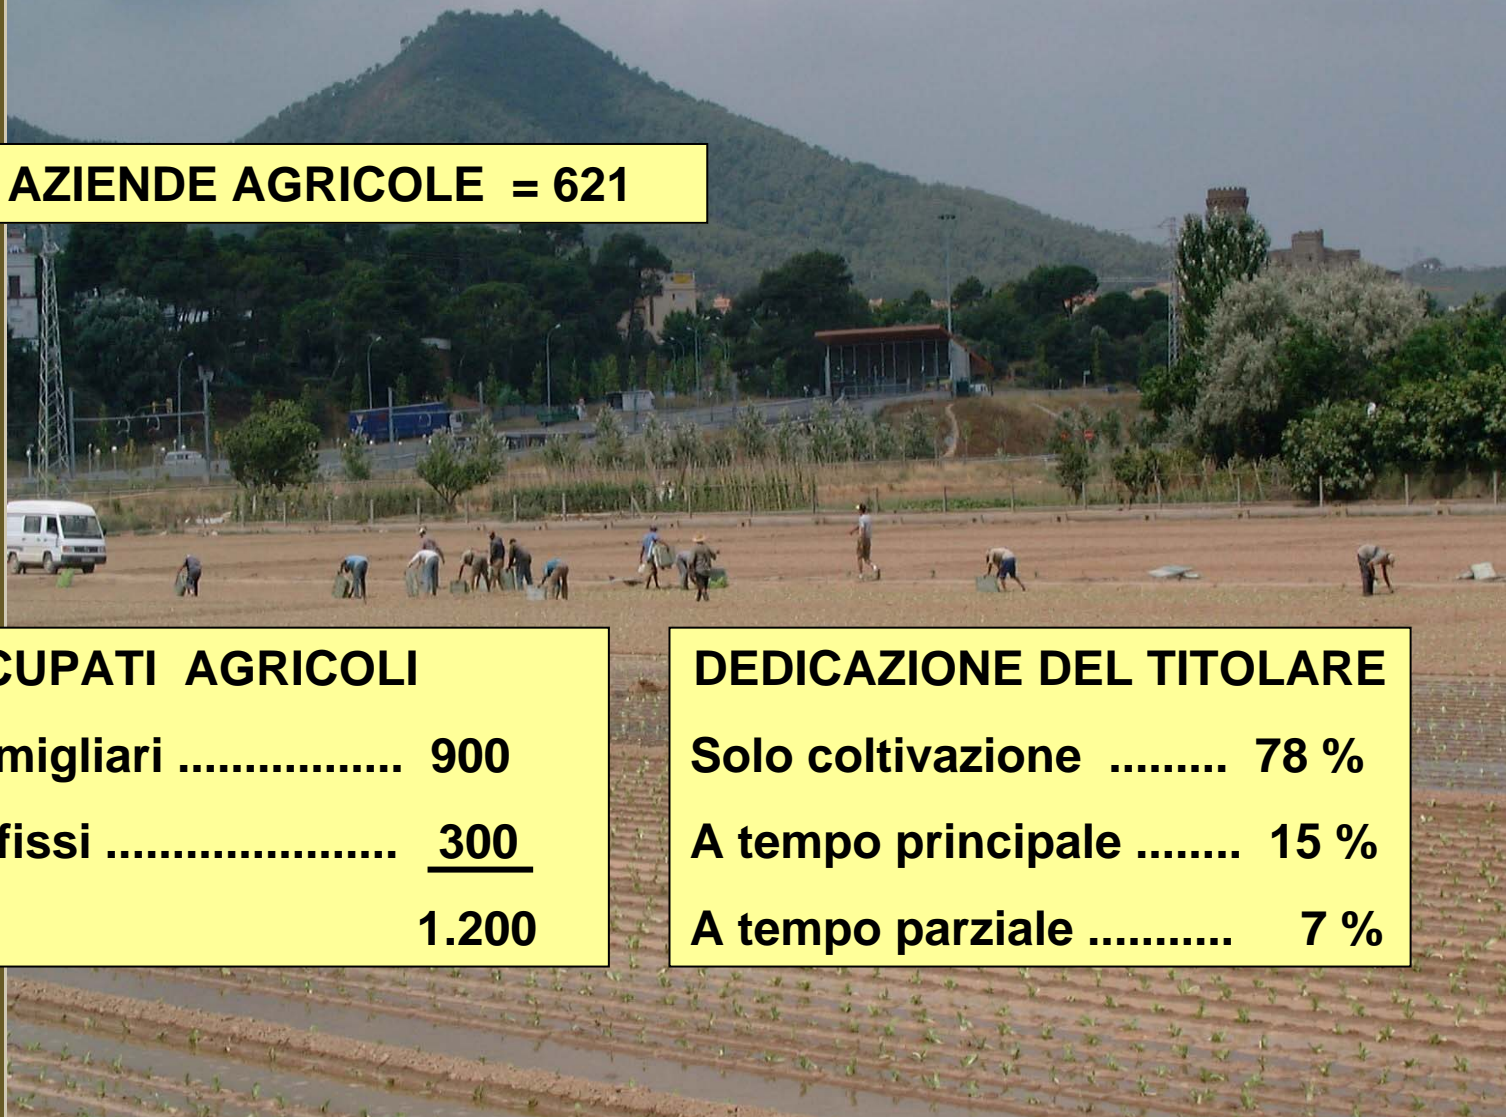 AZIENDE AGRICOLE = 621
CUPATI AGRICOLI
migliari ................. 900
fissi ...................... 300
1.200
DEDICAZIONE DEL TITOLARE
Solo coltivazione ......... 78 %
A tempo principale ........ 15 %
A tempo parziale ........... 7 %